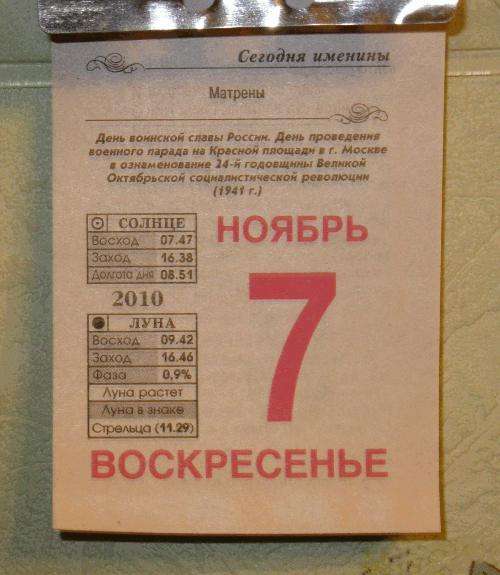 Сегодня именины
Матрены
День воинской славы России. День проведения
военного парада на Красной площади в г. Москве
в ознаменование 24-й годовщины Великой
Октябрьской социалистической революции
(1941 г.)
СОЛНЦЕ
Восход 07.47
Заход 16.38
Долгота дня 08.51
2010
ЛУНА
Восход 09.42
Заход 16.46
Фаза 0,9%
Луна растет
Луна в знаке
Стрельца (11.29)
НОЯБРЬ
7
ВОСКРЕСЕНЬЕ